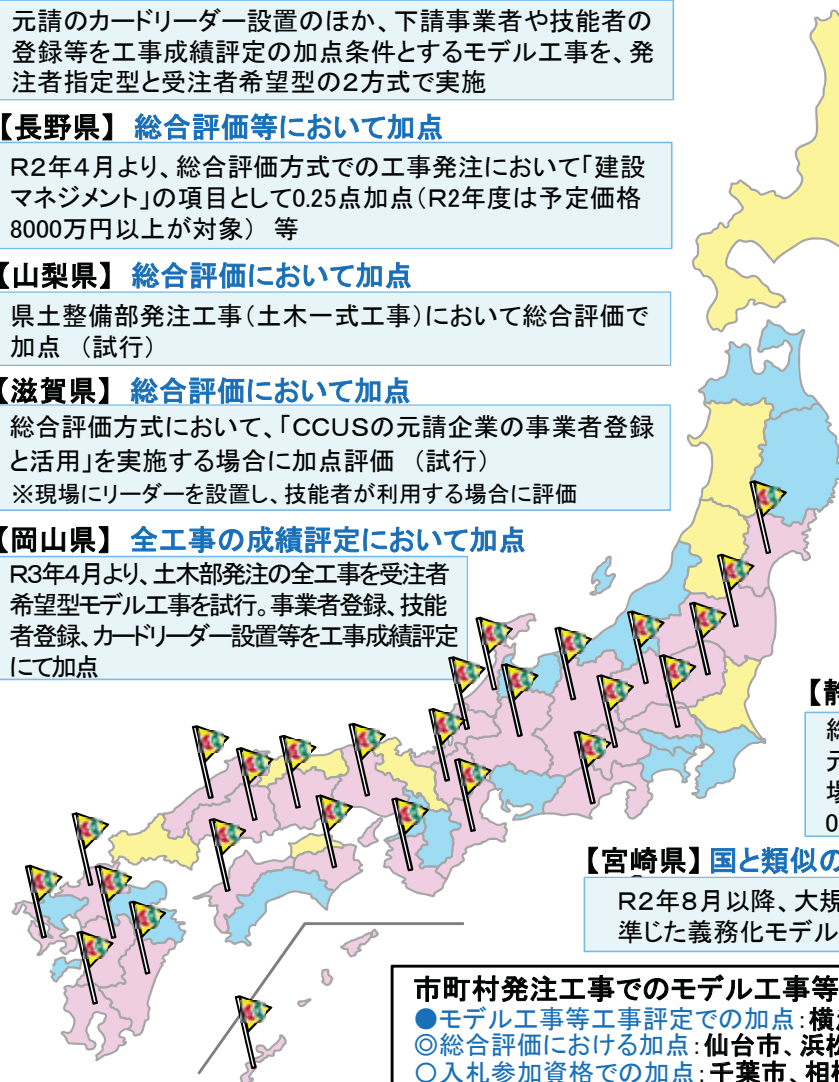 元請のカードリーダー設置のほか、下請事業者や技能者の
登録等を工事成績評定の加点条件とするモデル工事を、発
注者指定型と受注者希望型の2方式で実施
【長野県】 総合評価等において加点
R2年4月より、総合評価方式での工事発注において「建設
マネジメント」の項目として0.25点加点(R2年度は予定価格
8000万円以上が対象) 等
【山梨県】 総合評価において加点
県土整備部発注工事(土木一式工事)において総合評価で
加点 (試行)
【滋賀県】 総合評価において加点
総合評価方式において、「CCUSの元請企業の事業者登録
と活用」を実施する場合に加点評価 (試行)
※現場にリーダーを設置し、技能者が利用する場合に評価
【岡山県】 全工事の成績評定において加点
R3年4月より、土木部発注の全工事を受注者
希望型モデル工事を試行。事業者登録、技能
者登録、カードリーダー設置等を工事成績評定
にて加点
【静
総
元
場
0
【宮崎県】 国と類似の
R2年8月以降、大規
準じた義務化モデル
市町村発注工事でのモデル工事等
●モデル工事等工事評定での加点:横
◎総合評価における加点:仙台市、浜松
○入札参加資格での加点:千葉市、相模